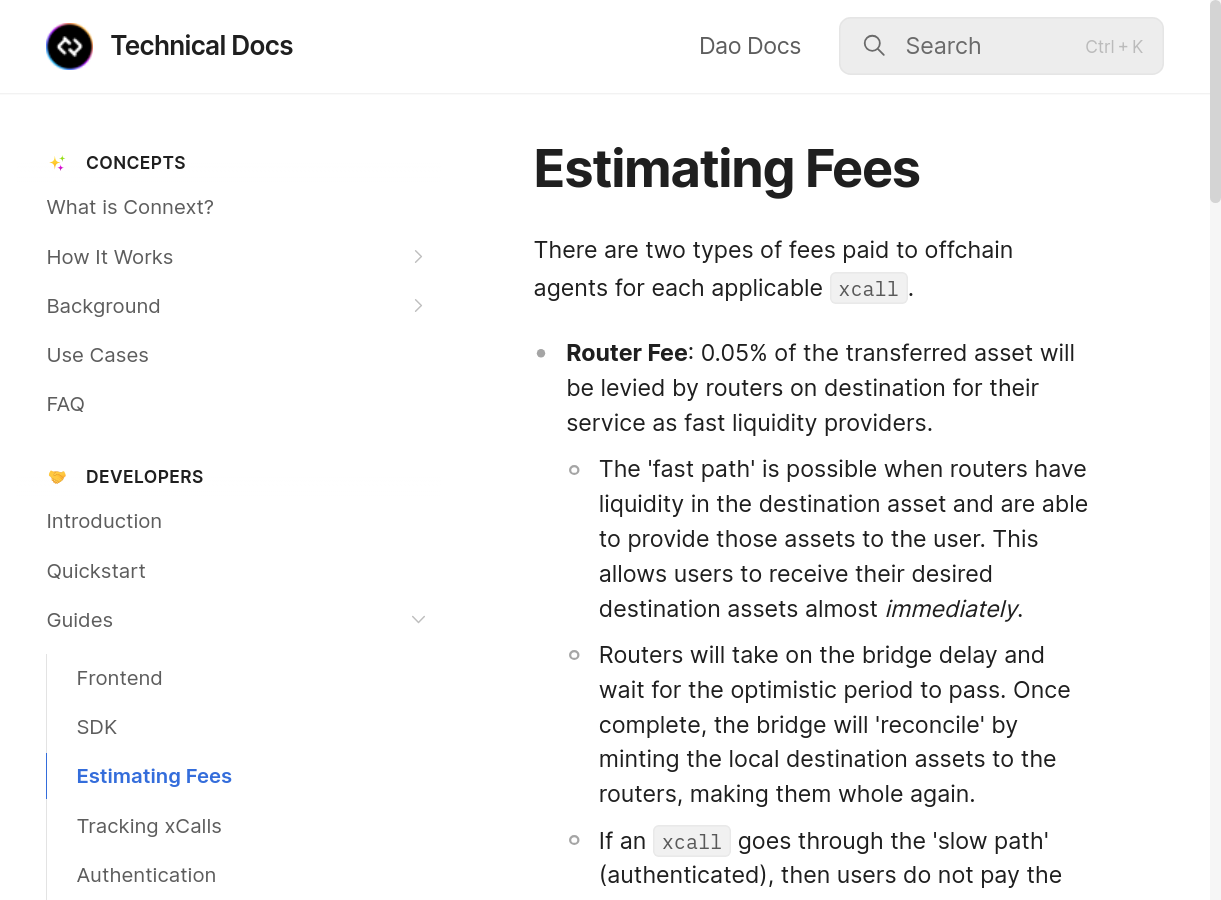 Technical Docs
Dao Docs
Search
Ctrl + K
CONCEPTS
What is Connext?
How It Works
Background
Use Cases
FAQ
DEVELOPERS
Introduction
Quickstart
Guides
Frontend
SDK
Estimating Fees
Tracking xCalls
Authentication
Estimating Fees
There are two types of fees paid to offchain
agents for each applicable xcall.
Router Fee: 0.05% of the transferred asset will
be levied by routers on destination for their
service as fast liquidity providers.
The 'fast path' is possible when routers have
liquidity in the destination asset and are able
to provide those assets to the user. This
allows users to receive their desired
destination assets almost immediately.
Routers will take on the bridge delay and
wait for the optimistic period to pass. Once
complete, the bridge will 'reconcile' by
minting the local destination assets to the
routers, making them whole again.
If an xcall goes through the 'slow path'
(authenticated), then users do not pay the